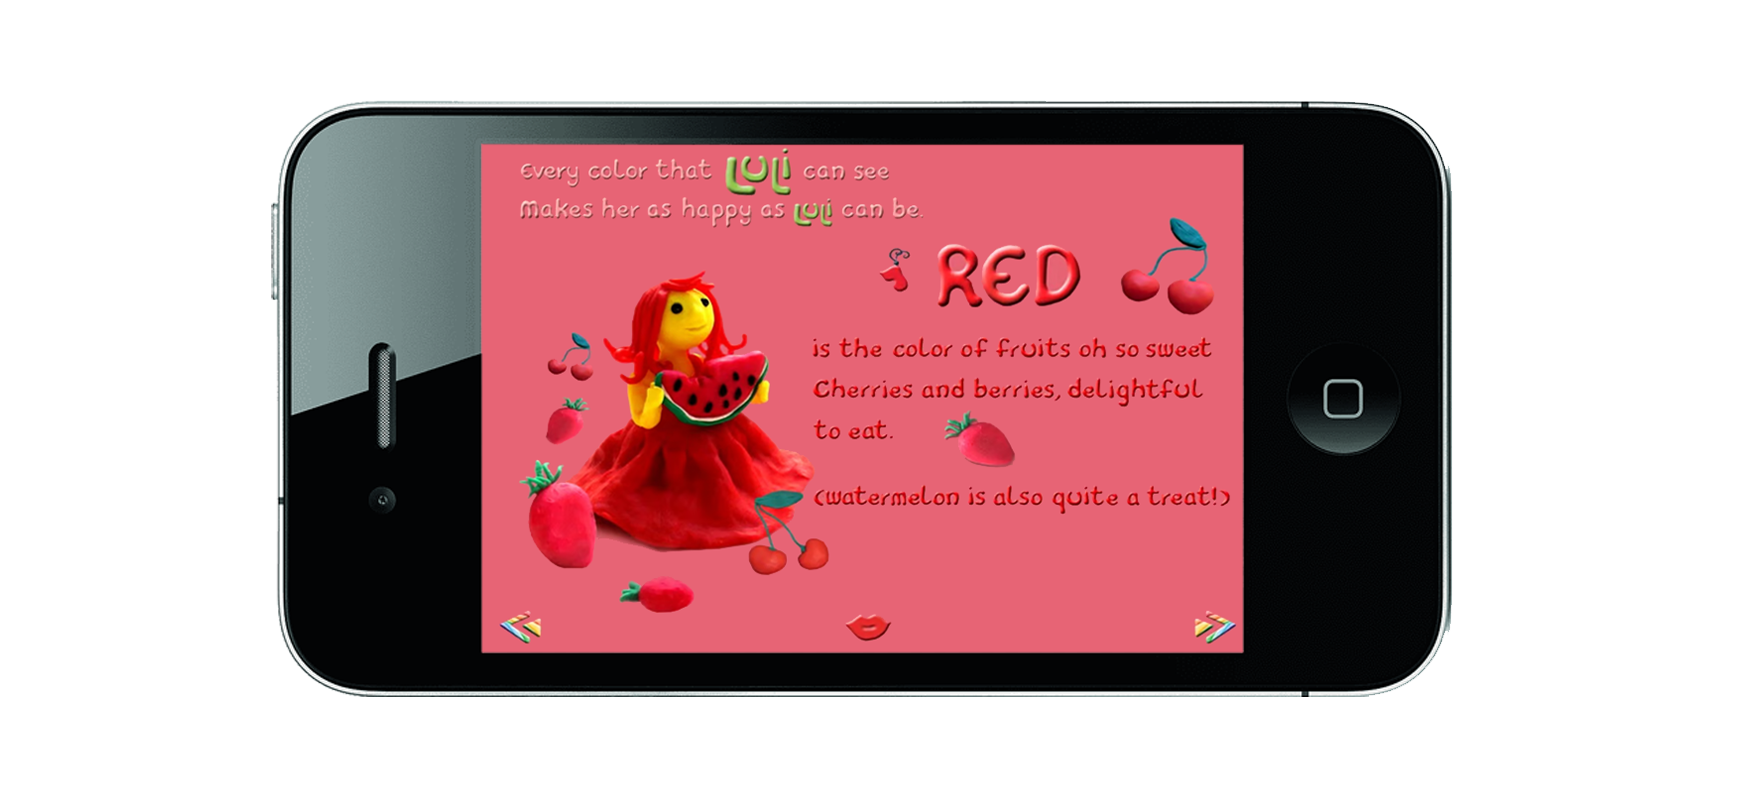 Every color that LULI can see
Makes her as happy as LULI can be.
RED
is the color of fruits oh so sweet
Cherries and berries, delightful
to eat.
(watermelon is also quite a treat!)